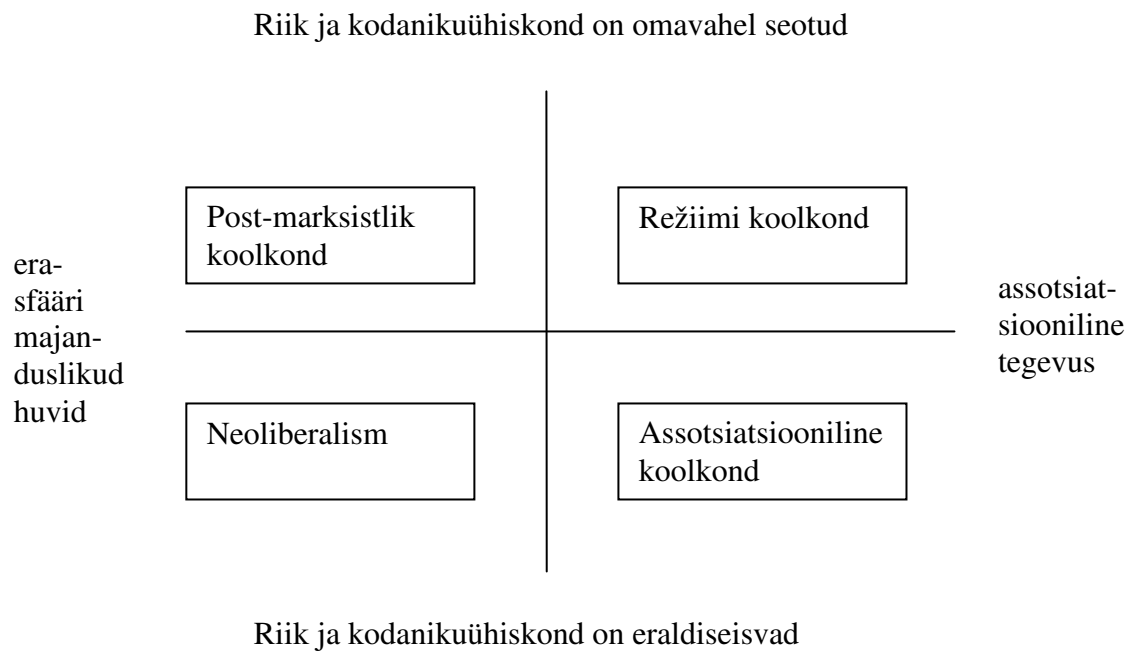 Riik ja kodanikuühiskond on omavahel seotud
Post-marksistlik
koolkond
Režiimi koolkond
era-
sfääri
majan-
duslikud
huvid
assotsiat-
siooniline
tegevus
Neoliberalism
Assotsiatsiooniline
koolkond
Riik ja kodanikuühiskond on eraldiseisvad